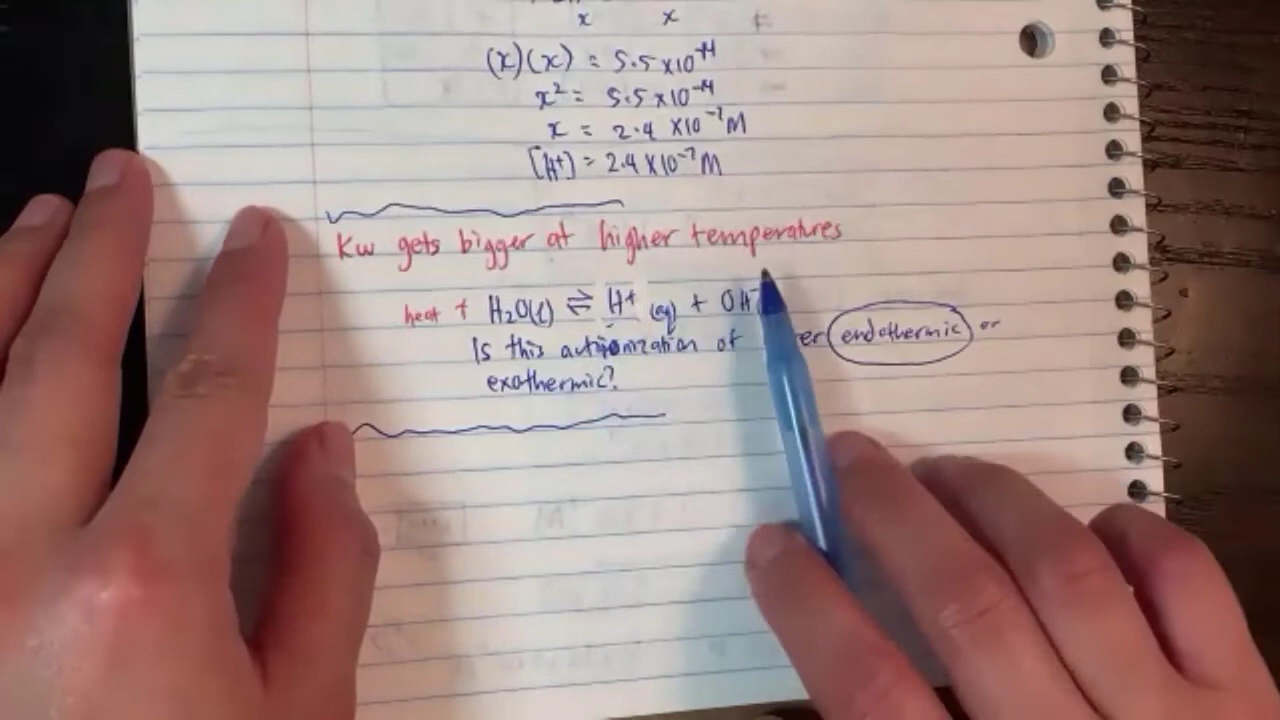 x x
(x)(x) = 5.5 x10⁻¹⁴
x² = 5.5 x10⁻¹⁴
x = 2.4 x10⁻⁷ M
[H+] = 2.4 x10⁻⁷ M
Kw gets bigger at higher temperatures
heat + H₂O(l) ⇌ H⁺ (aq) + OH⁻
Is this autoionization of er endothermic or
exothermic?